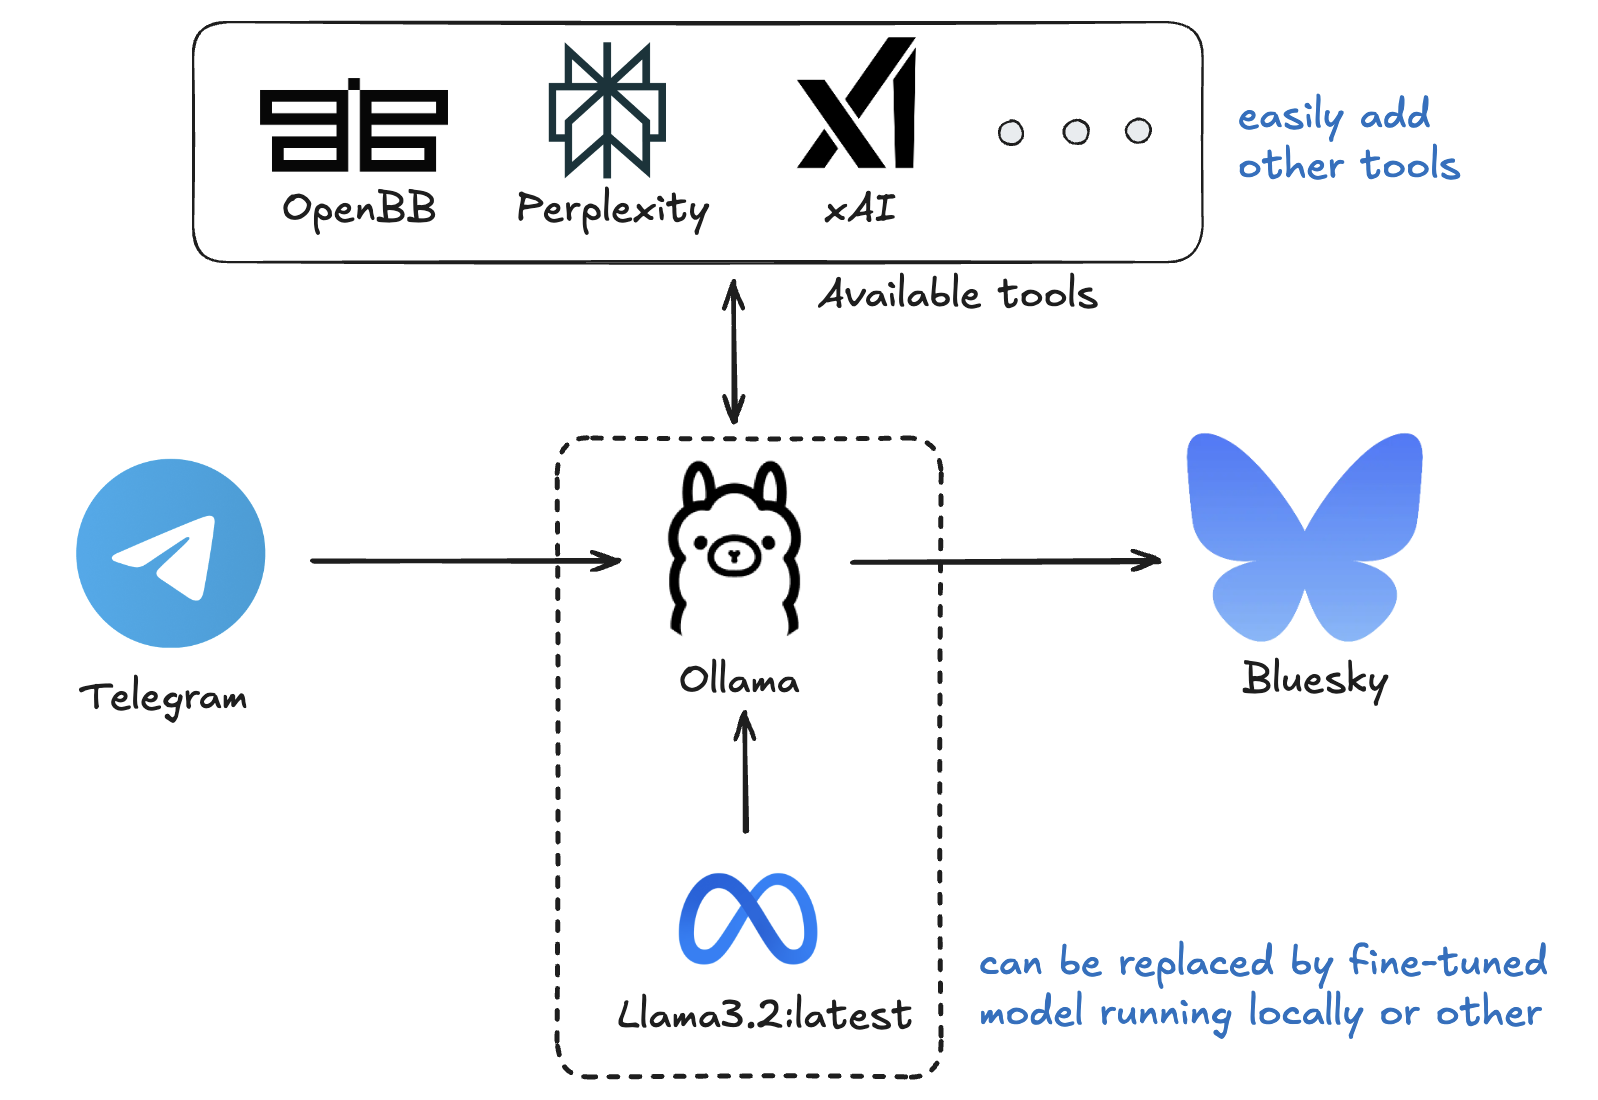 OpenBB
Perplexity
xAI
easily add
other tools
Available tools
Telegram
Ollama
Bluesky
Llama3.2:latest
can be replaced by fine-tuned
model running locally or other